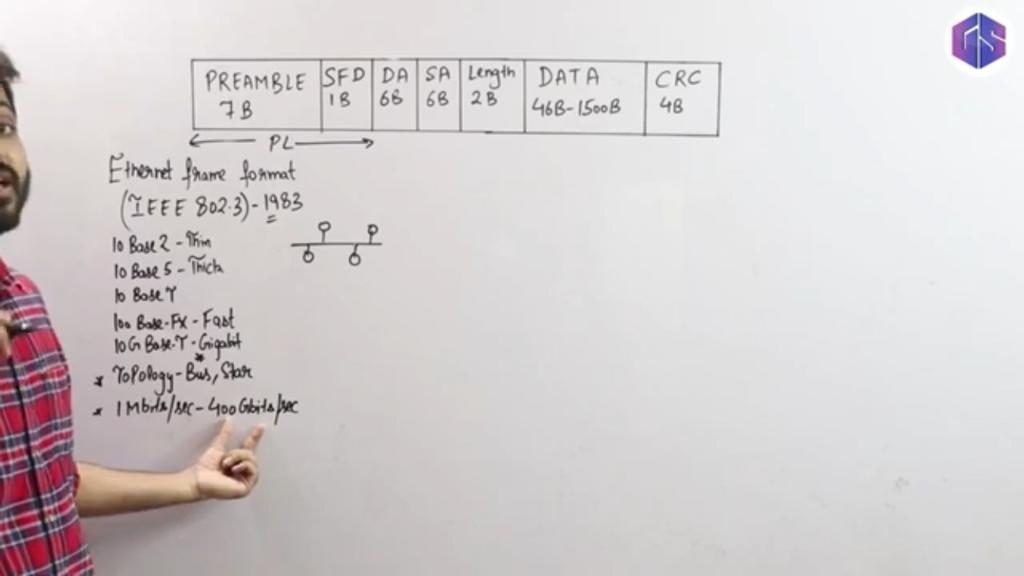 PREAMBLE SFD DA SA Length DATA CRC
7B 1B 6B 6B 2B 46B-1500B 4B
PL
Ethernet frame format
(IEEE 802.3)-1983
10 Base 2 - Thin
10 Base 5 - Thick
10 Base T
100 Base-Fx - Fast
10G Base-T - Gigabit
* Topology - Bus, Star
* 1 Mbits/sec - 400 Gbits/sec
GS